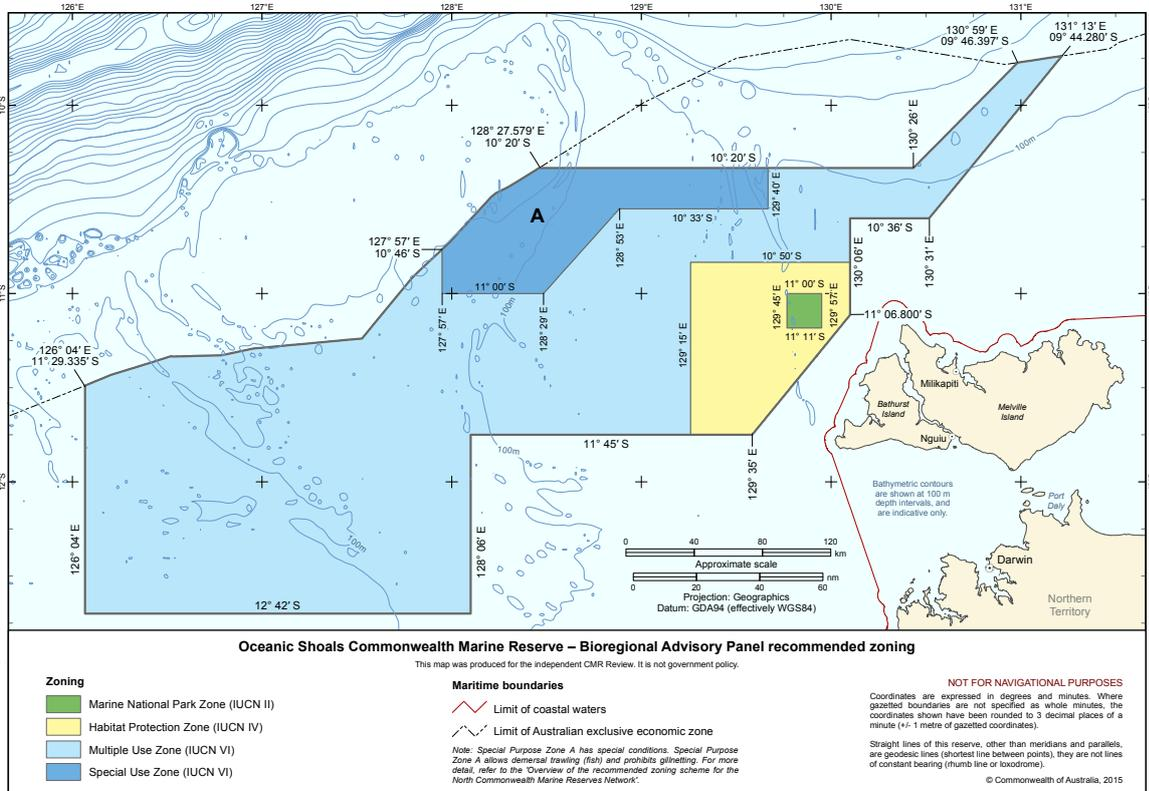 126°E 127°E 128°E 129°E 130°E 131°E
130° 59' E
09° 46.397' S
131° 13' E
09° 44.280' S
10°S
128° 27.579' E
10° 20' S
10° 20' S
130° 26' E
100m
A
129° 40' E
10° 33' S
128° 53' E
10° 36' S
130° 06' E
130° 31' E
127° 57' E
10° 46' S
10° 50' S
11°S
11° 00' S
100m
127° 57' E
128° 29' E
129° 15' E
129° 45' E
11° 00' S
129° 57' E
11° 11' S
11° 06.800' S
126° 04' E
11° 29.335' S
Milikapiti
Bathurst
Island
Melville
Island
Nguiu
11° 45' S
100m
129° 35' E
12°S
Bathymetric contours
are shown at 100 m
depth intervals, and
are indicative only.
Port
Daly
126° 04' E
100m
128° 06' E
0 40 80 120
km
Approximate scale
nm
0 20 40 60
Projection: Geographics
Datum: GDA94 (effectively WGS84)
Darwin
Northern
Territory
12° 42' S
Oceanic Shoals Commonwealth Marine Reserve – Bioregional Advisory Panel recommended zoning
This map was produced for the independent CMR Review. It is not government policy.
Zoning
Marine National Park Zone (IUCN II)
Habitat Protection Zone (IUCN IV)
Multiple Use Zone (IUCN VI)
Special Use Zone (IUCN VI)
Maritime boundaries
Limit of coastal waters
Limit of Australian exclusive economic zone
Note: Special Purpose Zone A has special conditions. Special Purpose
Zone A allows demersal trawling (fish) and prohibits gillnetting. For more
detail, refer to the 'Overview of the recommended zoning scheme for the
North Commonwealth Marine Reserves Network'.
NOT FOR NAVIGATIONAL PURPOSES
Coordinates are expressed in degrees and minutes. Where
gazetted boundaries are not specified as whole minutes, the
coordinates shown have been rounded to 3 decimal places of a
minute (+/- 1 metre of gazetted coordinates).
Straight lines of this reserve, other than meridians and parallels,
are geodesic lines (shortest line between points), they are not lines
of constant bearing (rhumb line or loxodrome).
© Commonwealth of Australia, 2015